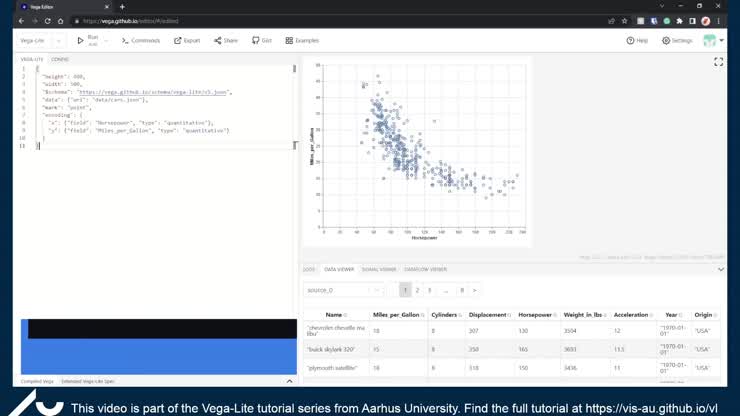 Vega Editor
https://vega.github.io/editor/#/edited
Vega-Lite
Run
Commands
Export
Share
Gist
Examples
Help
Settings
VEGA-LITE CONFIG
1 {
2 "height": 400,
3 "width": 500,
4 "$schema": "https://vega.github.io/schema/vega-lite/v5.json",
5 "data": {"url": "data/cars.json"},
6 "mark": "point",
7 "encoding": {
8 "x": {"field": "Horsepower", "type": "quantitative"},
9 "y": {"field": "Miles_per_Gallon", "type": "quantitative"}
10 }
11 }
50
45
40
35
30
25
20
15
10
5
0
Miles_per_Gallon
0 20 40 60 80 100 120 140 160 180 200 220 240
Horsepower
LOGS DATA VIEWER SIGNAL VIEWER DATAFLOW VIEWER
source_0
1 2 3 ... 8 >
Name Miles_per_Gallon Cylinders Displacement Horsepower Weight_in_lbs Acceleration Year Origin
"chevrolet chevelle malibu" 18 8 307 130 3504 12 "1970-01-01" "USA"
"buick skylark 320" 15 8 350 165 3693 11.5 "1970-01-01" "USA"
"plymouth satellite" 18 8 318 150 3436 11 "1970-01-01" "USA"
Compiled Vega Extended Vega-Lite Spec
This video is part of the Vega-Lite tutorial series from Aarhus University. Find the full tutorial at https://vis-au.github.io/vl